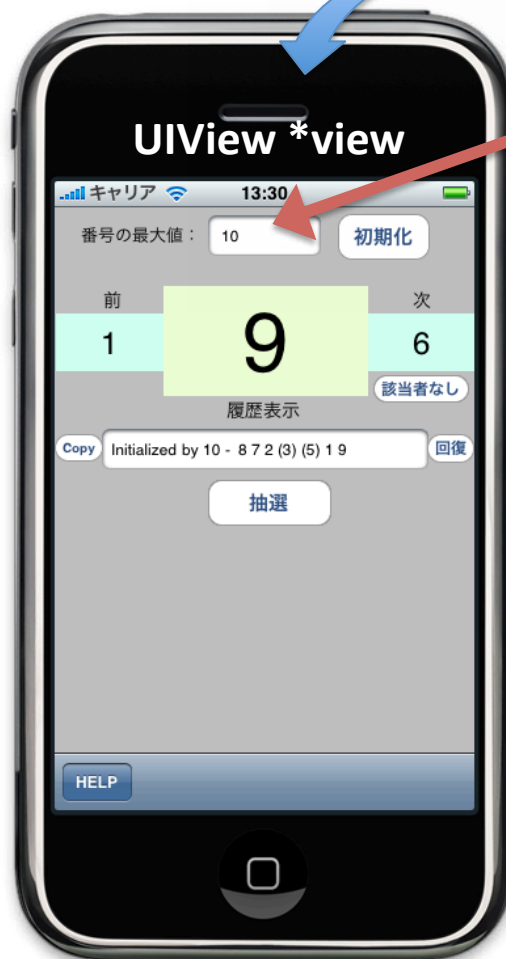 UIView *view
キャリア 13:30
番号の最大値： 10 初期化
前 次
1 9 6
該当者なし
履歴表示
Copy Initialized by 10 - 8 7 2 (3) (5) 1 9 回復
抽選
HELP